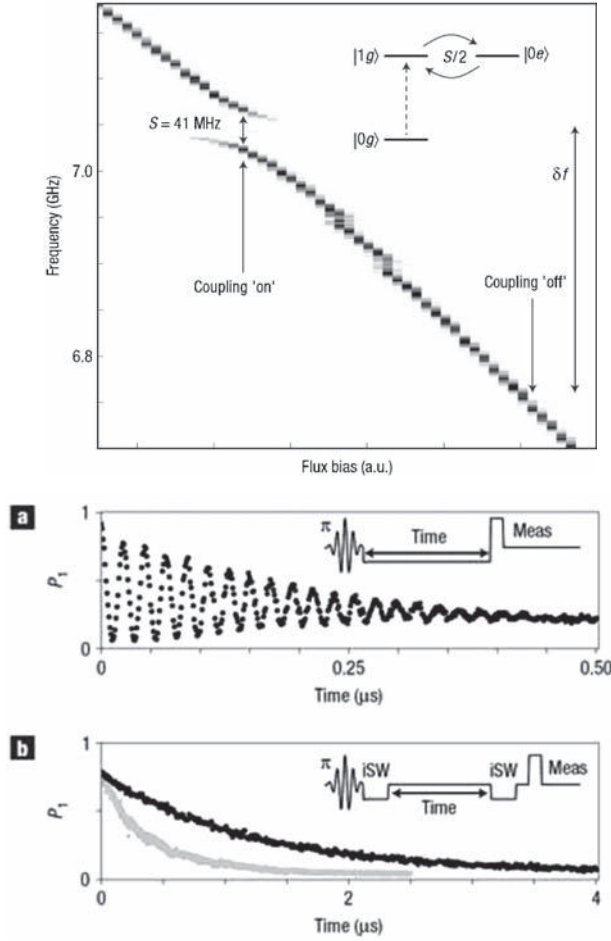 |1g⟩ S/2 |0e⟩
S = 41 MHz
|0g⟩
7.0
δf
Frequency (GHz)
Coupling 'on'
Coupling 'off'
6.8
Flux bias (a.u.)
a
1
π
Time
Meas
P1
0
0 0.25 0.50
Time (μs)
b
1
π
iSW
iSW
Meas
Time
P1
0
0 2 4
Time (μs)